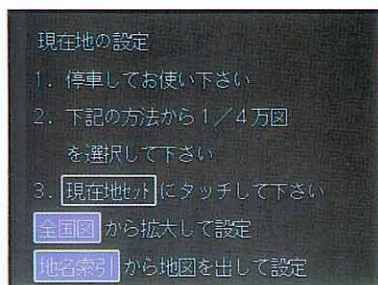 現在地の設定
1. 停車してお使い下さい
2. 下記の方法から1/4万図
を選択して下さい
3. 現在地セット にタッチして下さい
全国図 から拡大して設定
地名索引 から地図を出して設定